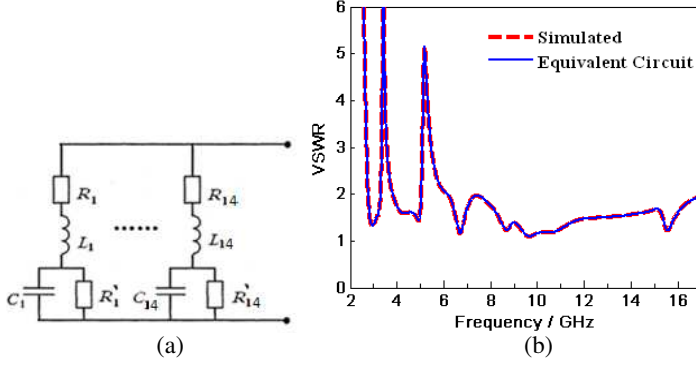 (a)
R1
L1
C1
R`1
......
R14
L14
C14
R`14
(b)
6
5
4
3
2
1
0
VSWR
Simulated
Equivalent Circuit
2 4 6 8 10 12 14 16
Frequency / GHz
(a)
(b)